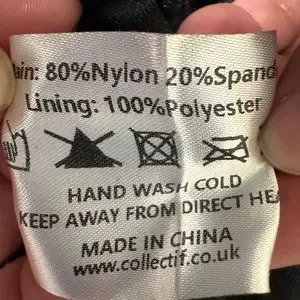 ain: 80%Nylon 20%Spand
Lining: 100%Polyester
HAND WASH COLD
KEEP AWAY FROM DIRECT HEA
MADE IN CHINA
www.collectif.co.uk